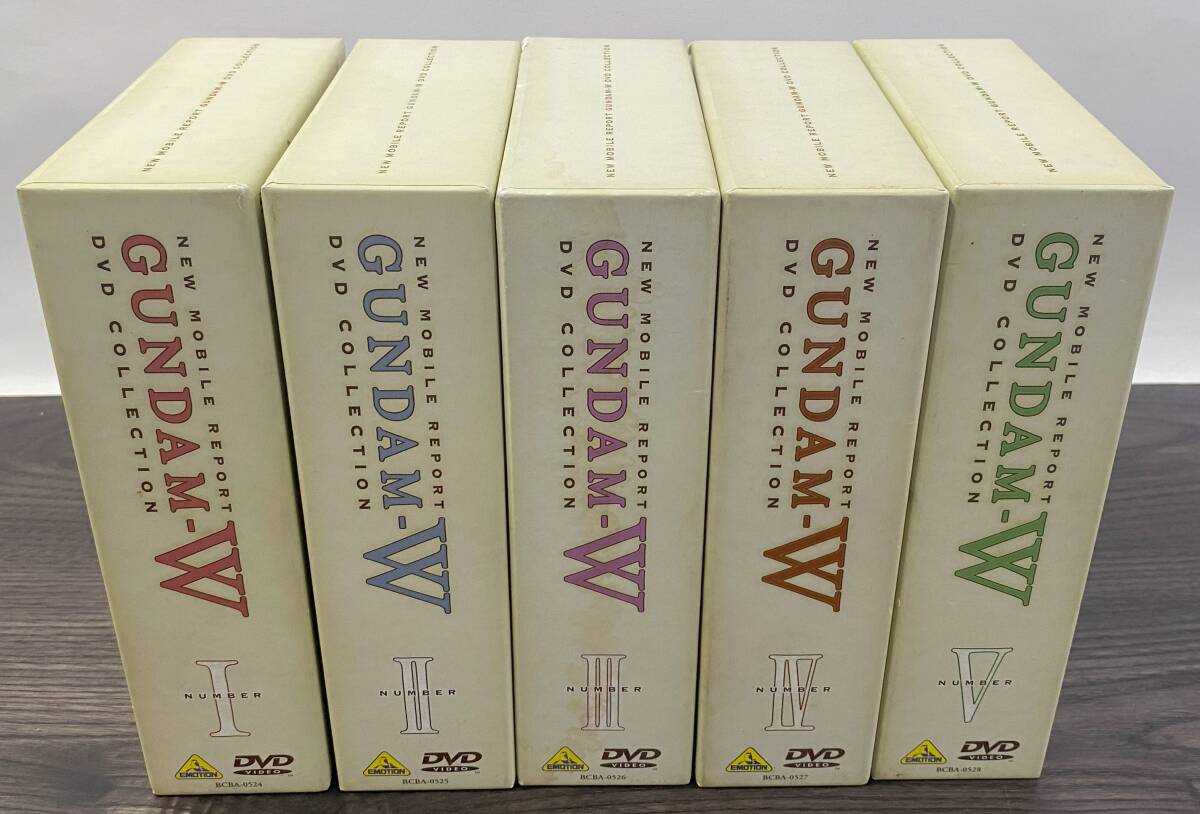 NEW MOBILE REPORT GUNDAM-W DVD COLLECTION
NEW MOBILE REPORT
GUNDAM-W
DVD COLLECTION
I
NUMBER
EMOTION
DVD
VIDEO
BCBA-0524
NEW MOBILE REPORT GUNDAM-W DVD COLLECTION
NEW MOBILE REPORT
GUNDAM-W
DVD COLLECTION
II
NUMBER
EMOTION
DVD
VIDEO
BCBA-0525
NEW MOBILE REPORT GUNDAM-W DVD COLLECTION
NEW MOBILE REPORT
GUNDAM-W
DVD COLLECTION
III
NUMBER
EMOTION
DVD
VIDEO
BCBA-0526
NEW MOBILE REPORT GUNDAM-W DVD COLLECTION
NEW MOBILE REPORT
GUNDAM-W
DVD COLLECTION
IV
NUMBER
EMOTION
DVD
VIDEO
BCBA-0527
NEW MOBILE REPORT GUNDAM-W DVD COLLECTION
NEW MOBILE REPORT
GUNDAM-W
DVD COLLECTION
V
NUMBER
EMOTION
DVD
VIDEO
BCBA-0528